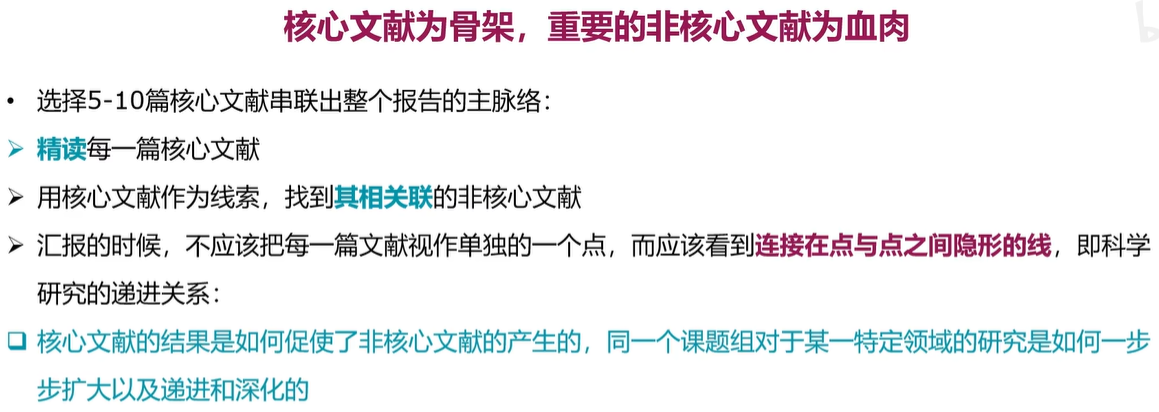 核心文献为骨架，重要的非核心文献为血肉
• 选择5-10篇核心文献串联出整个报告的主脉络：
➢ 精读每一篇核心文献
➢ 用核心文献作为线索，找到其相关联的非核心文献
➢ 汇报的时候，不应该把每一篇文献视作单独的一个点，而应该看到连接在点与点之间隐形的线，即科学
研究的递进关系：
❑ 核心文献的结果是如何促使了非核心文献的产生的，同一个课题组对于某一特定领域的研究是如何一步
步扩大以及递进和深化的